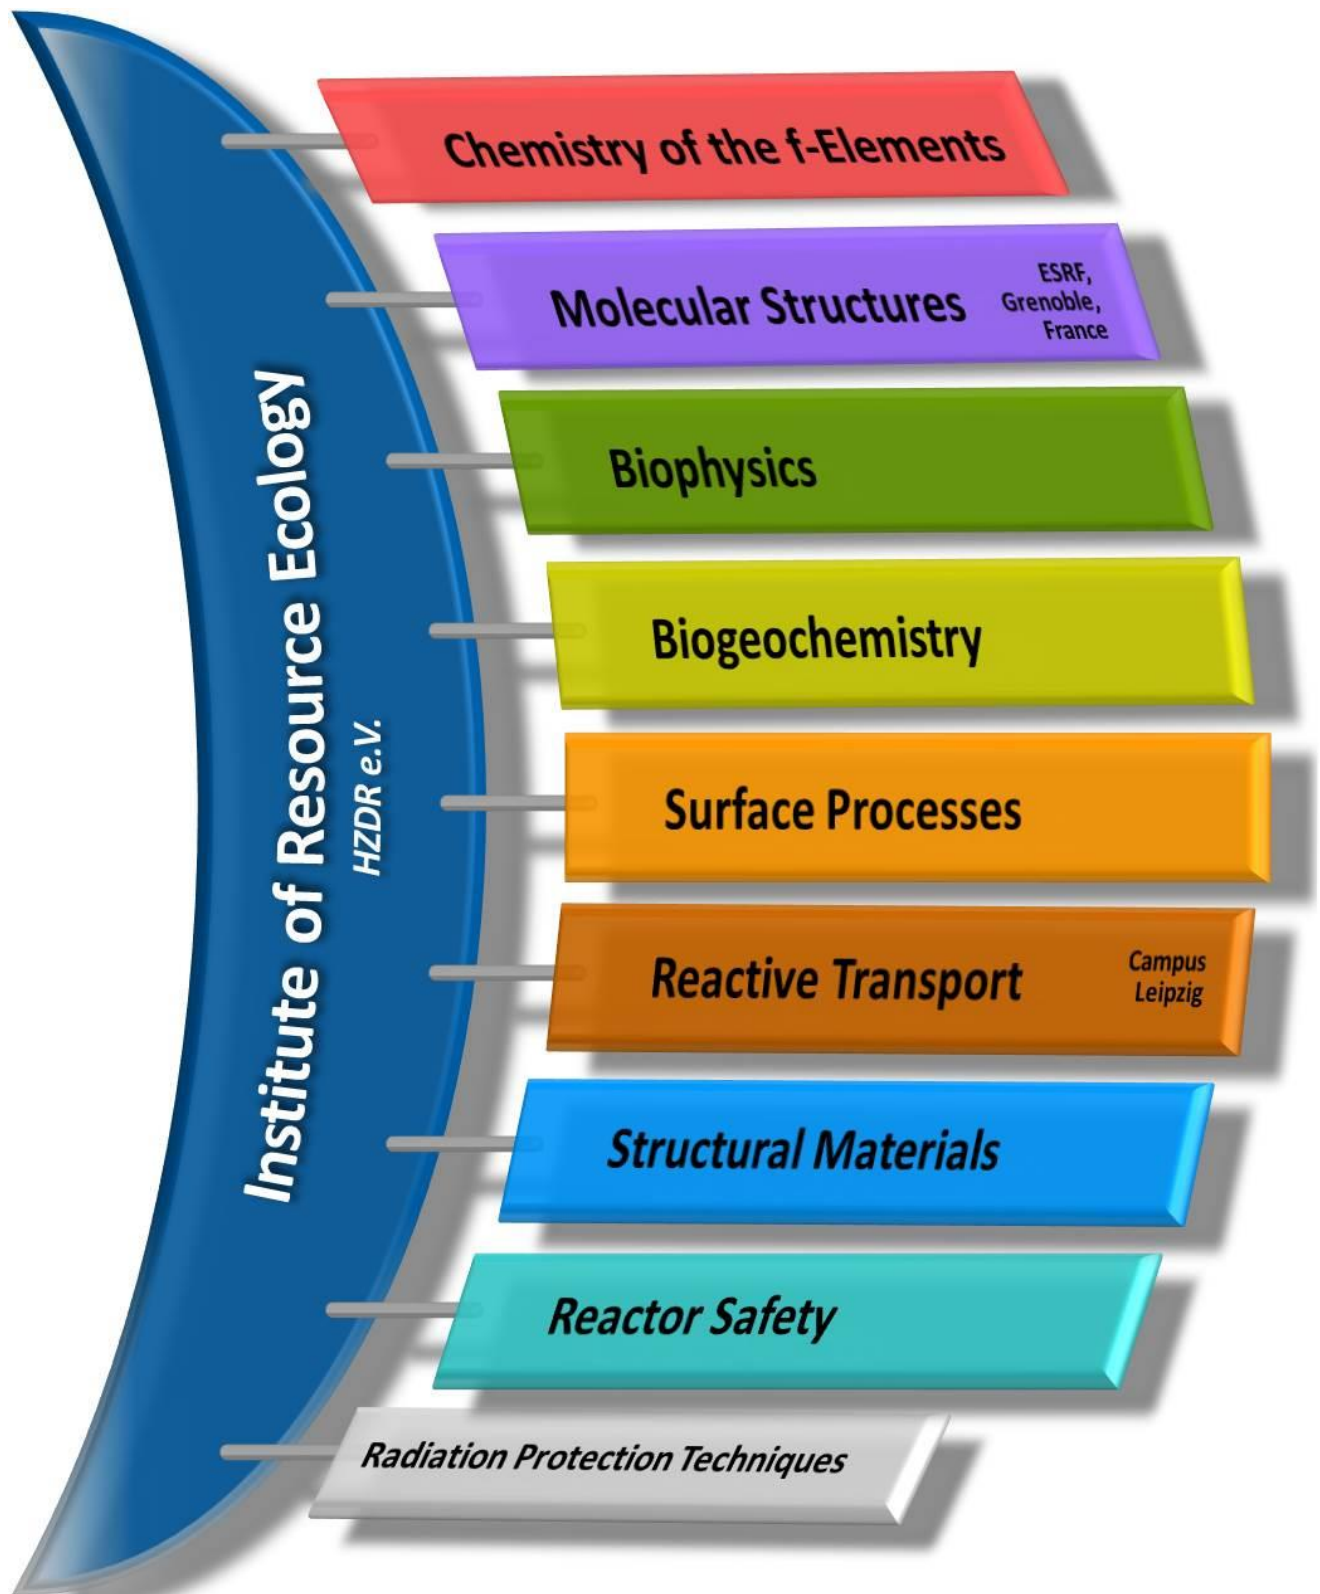 Institute of Resource Ecology
HZDR e.V.
Chemistry of the f-Elements
Molecular Structures
ESRF,
Grenoble,
France
Biophysics
Biogeochemistry
Surface Processes
Reactive Transport
Campus
Leipzig
Structural Materials
Reactor Safety
Radiation Protection Techniques